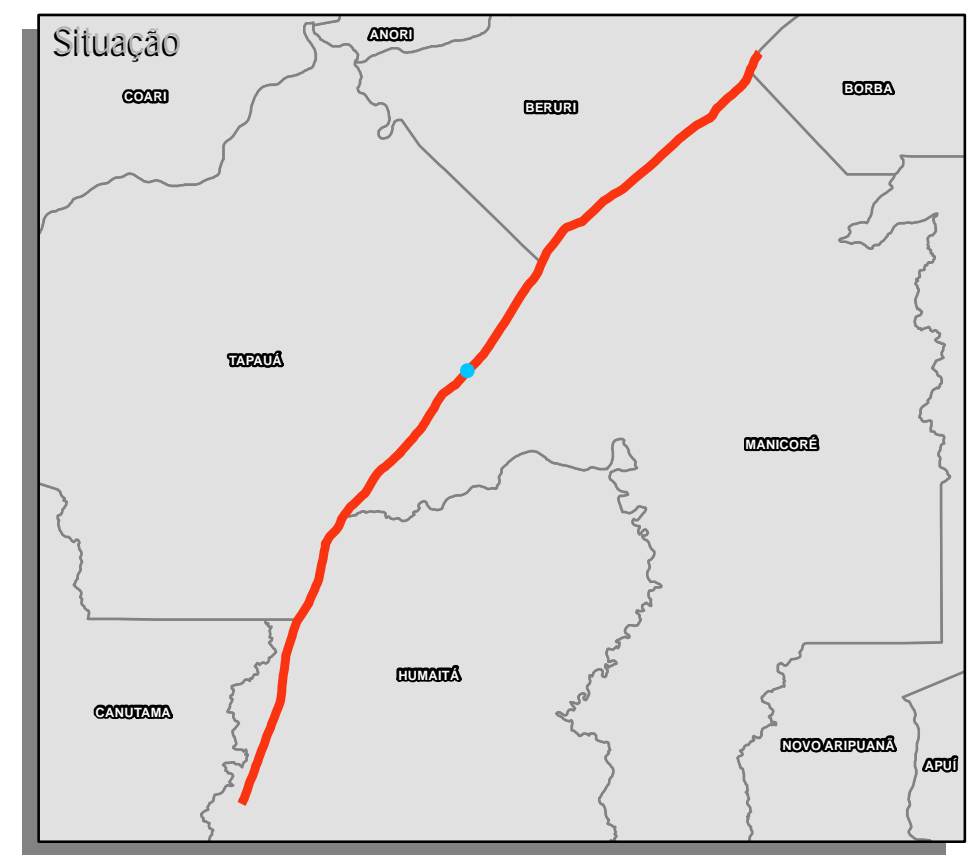 Situação
ANORI
COARI
BERURI
BORBA
TAPAUÁ
MANICORÉ
HUMAITÁ
CANUTAMA
NOVO ARIPUANÃ
APUÍ